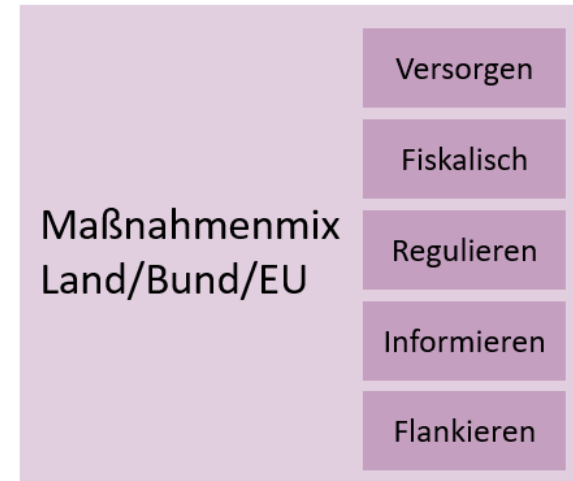 Maßnahmenmix
Land/Bund/EU
Versorgen
Fiskalisch
Regulieren
Informieren
Flankieren